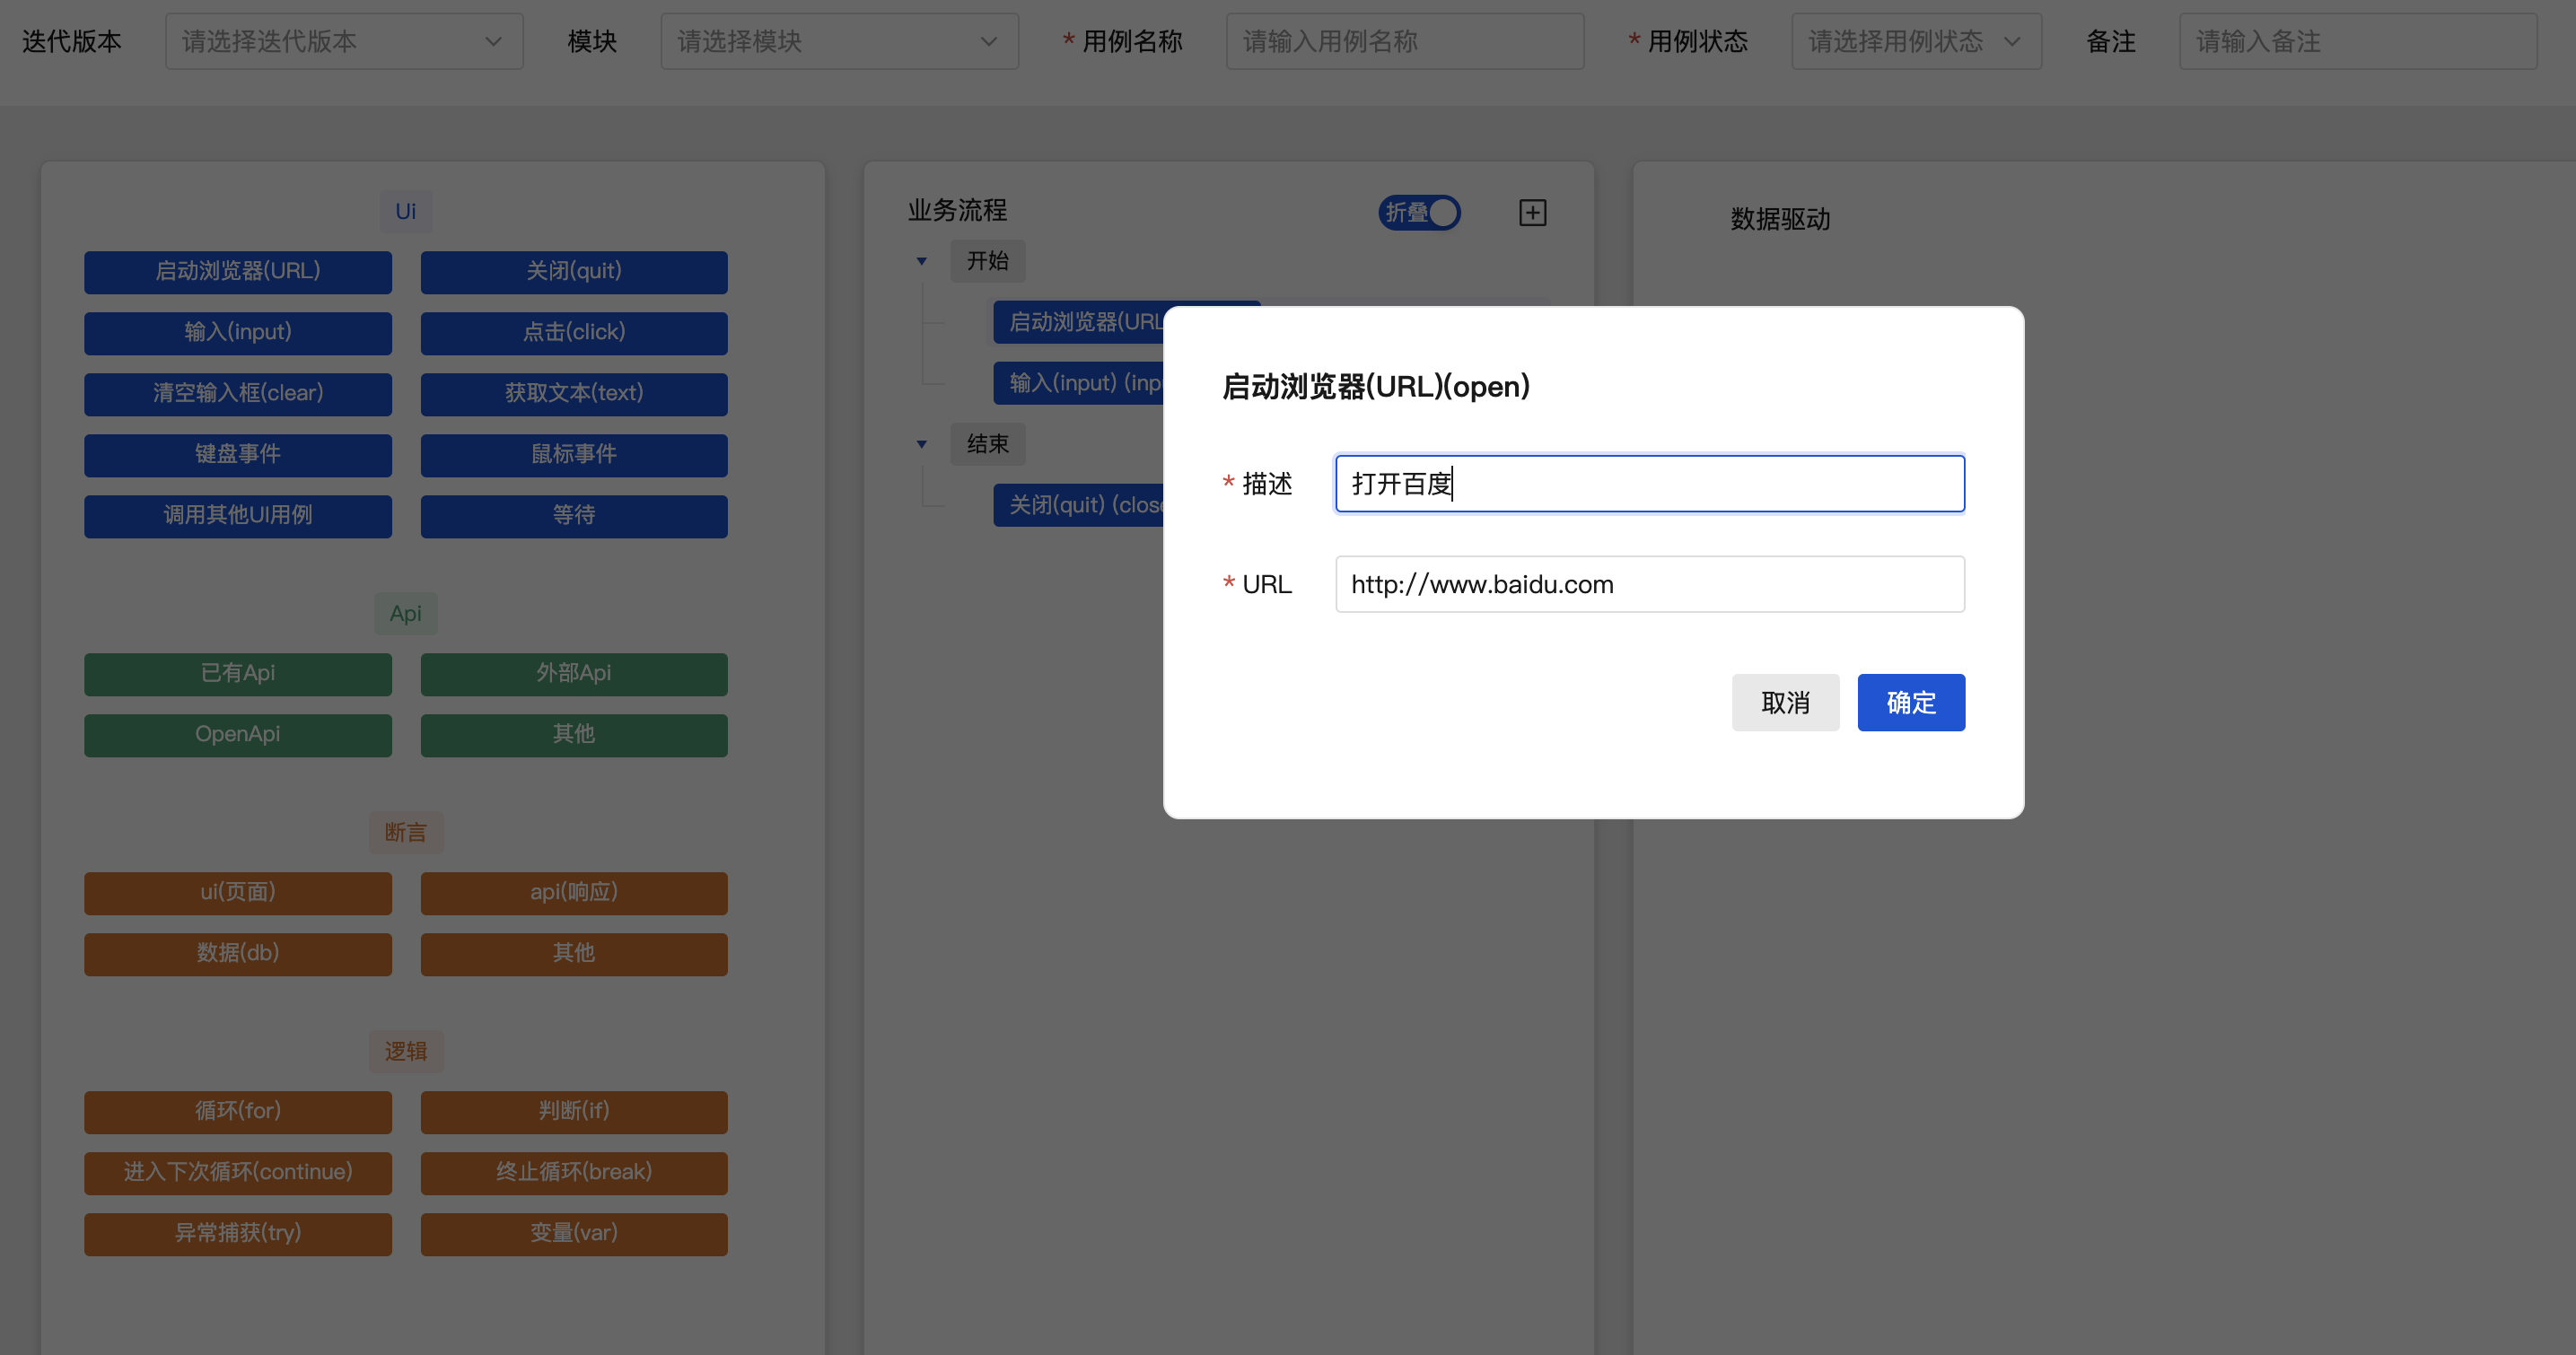 迭代版本 请选择迭代版本 模块 请选择模块 * 用例名称 请输入用例名称 * 用例状态 请选择用例状态 备注 请输入备注
Ui
启动浏览器(URL) 关闭(quit)
输入(input) 点击(click)
清空输入框(clear) 获取文本(text)
键盘事件 鼠标事件
调用其他UI用例 等待
Api
已有Api 外部Api
OpenApi 其他
断言
ui(页面) api(响应)
数据(db) 其他
逻辑
循环(for) 判断(if)
进入下次循环(continue) 终止循环(break)
异常捕获(try) 变量(var)
业务流程 折叠
开始
启动浏览器(URL
输入(input) (inp
结束
关闭(quit) (close
数据驱动
启动浏览器(URL)(open)
* 描述 打开百度
* URL http://www.baidu.com
取消 确定